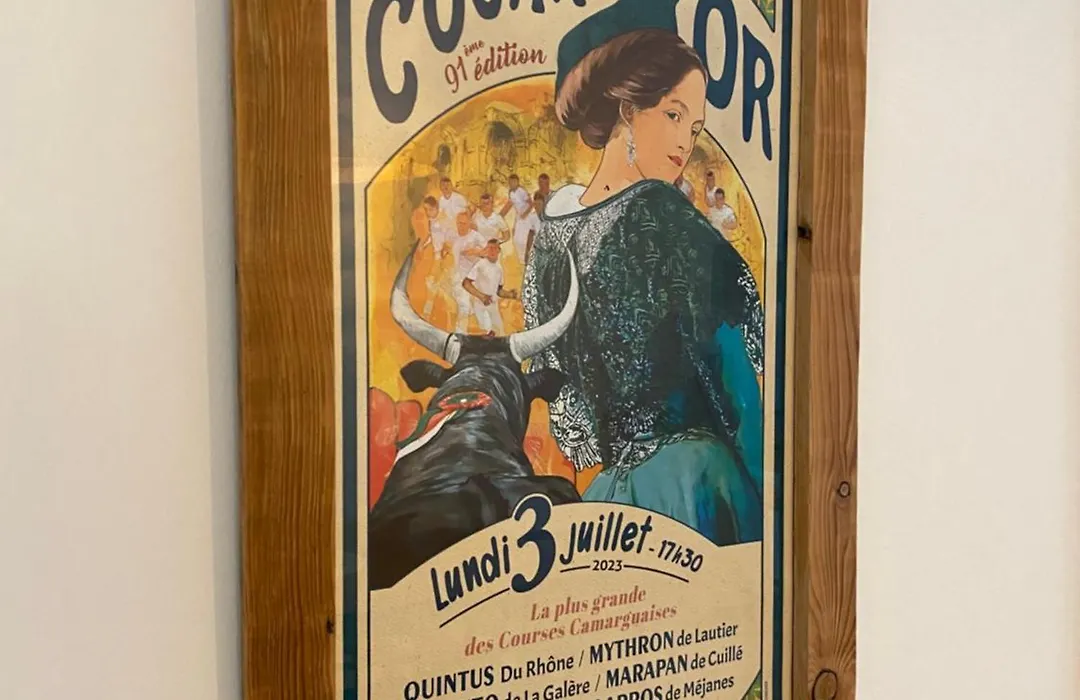 OR
91ème édition
Lundi 3 juillet - 17h30
2023
La plus grande
des Courses Camarguaises
QUINTUS Du Rhône / MYTHRON de Lautier
de La Galère / MARAPAN de Cuillé
de Méjanes